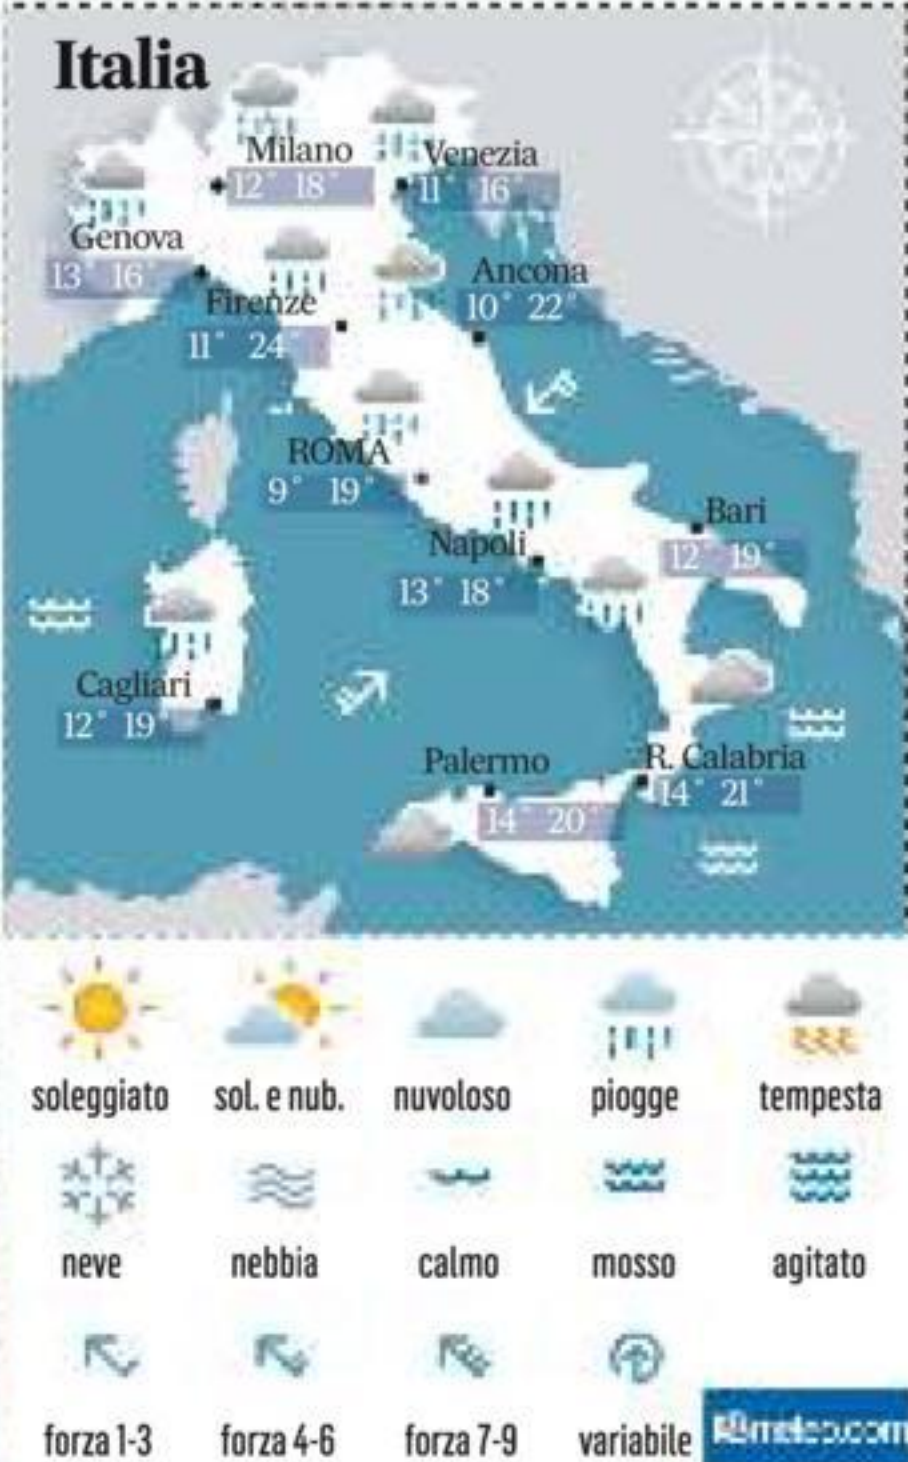 Italia
Milano
12° 18°
Venezia
11° 16°
Genova
13° 16°
Ancona
10° 22°
Firenze
11° 24°
ROMA
9° 19°
Bari
12° 19°
Napoli
13° 18°
Cagliari
12° 19°
Palermo
14° 20°
R. Calabria
14° 21°
soleggiato sol. e nub. nuvoloso piogge tempesta
neve nebbia calmo mosso agitato
forza 1-3 forza 4-6 forza 7-9 variabile